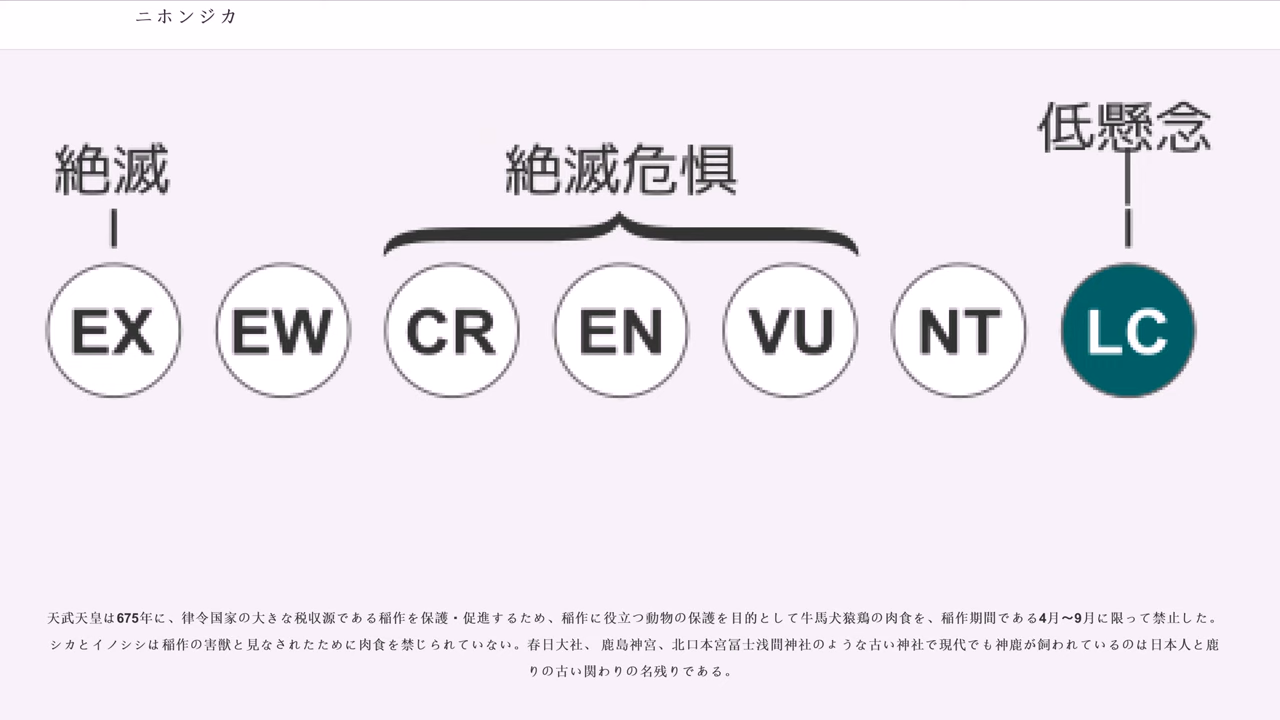 ニホンジカ
低懸念
絶滅
絶滅危惧
EX EW CR EN VU NT LC
天武天皇は675年に、律令国家の大きな税収源である稲作を保護・促進するため、稲作に役立つ動物の保護を目的として牛馬犬猿鶏の肉食を、稲作期間である4月〜9月に限って禁止した。
シカとイノシシは稲作の害獣と見なされたために肉食を禁じられていない。春日大社、 鹿島神宮、北口本宮冨士浅間神社のような古い神社で現代でも神鹿が飼われているのは日本人と鹿
りの古い関わりの名残りである。